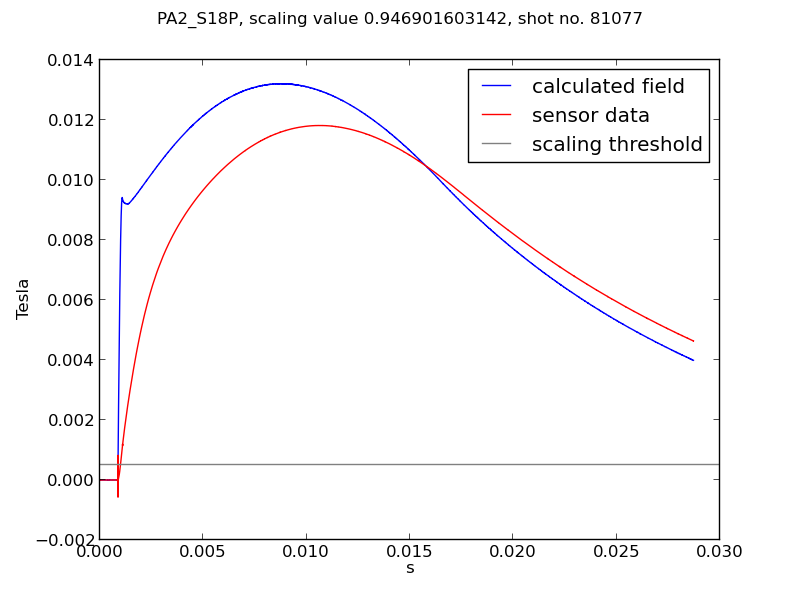 PA2_S18P, scaling value 0.946901603142, shot no. 81077
0.014
0.012
0.010
0.008
0.006
0.004
0.002
0.000
−0.002
Tesla
calculated field
sensor data
scaling threshold
0.000 0.005 0.010 0.015 0.020 0.025 0.030
s